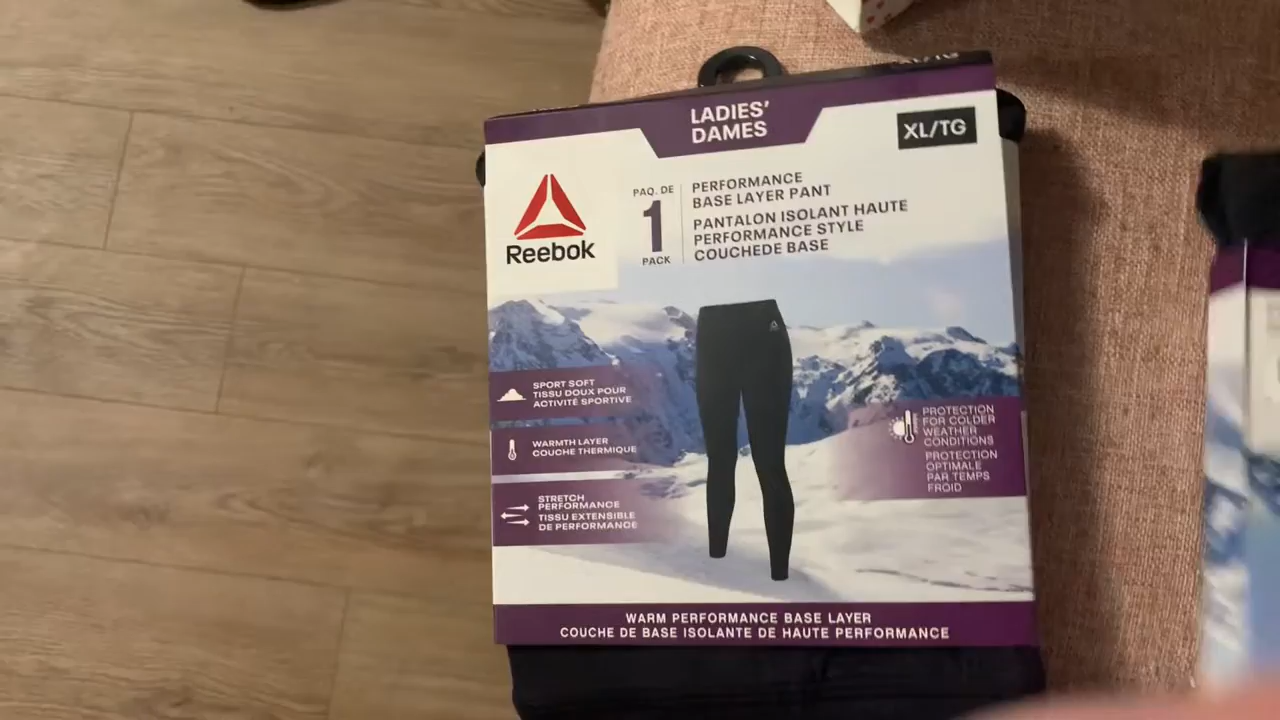 LADIES'
DAMES
XL/TG
Reebok
PAQ. DE
1
PACK
PERFORMANCE
BASE LAYER PANT
PANTALON ISOLANT HAUTE
PERFORMANCE STYLE
COUCHEDE BASE
SPORT SOFT
TISSU DOUX POUR
ACTIVITÉ SPORTIVE
WARMTH LAYER
COUCHE THERMIQUE
STRETCH
PERFORMANCE
TISSU EXTENSIBLE
DE PERFORMANCE
PROTECTION
FOR COLDER
WEATHER
CONDITIONS
PROTECTION
OPTIMALE
PAR TEMPS
FROID
WARM PERFORMANCE BASE LAYER
COUCHE DE BASE ISOLANTE DE HAUTE PERFORMANCE